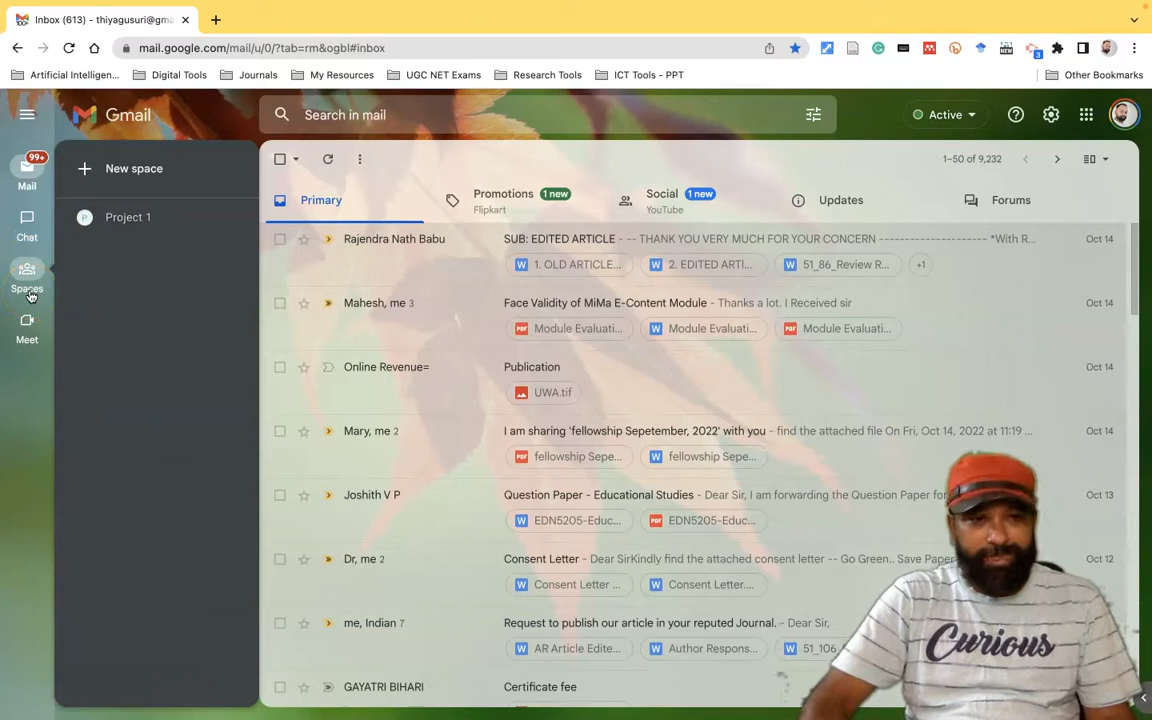 Inbox (613) - thiyagusuri@gma
mail.google.com/mail/u/0/?tab=rm&ogbl#inbox
3
Artificial Intelligen...
Digital Tools
Journals
My Resources
UGC NET Exams
Research Tools
ICT Tools - PPT
Other Bookmarks
Gmail
Search in mail
Active
99+
Mail
Chat
Spaces
Meet
New space
P Project 1
1–50 of 9,232
Primary
Promotions 1 new
Flipkart
Social 1 new
YouTube
Updates
Forums
Rajendra Nath Babu SUB: EDITED ARTICLE - -- THANK YOU VERY MUCH FOR YOUR CONCERN -------------------- *With R... Oct 14
W 1. OLD ARTICLE... W 2. EDITED ARTI... W 51_86_Review R... +1
Mahesh, me 3 Face Validity of MiMa E-Content Module - Thanks a lot. I Received sir Oct 14
PDF Module Evaluati... W Module Evaluati... PDF Module Evaluati...
Online Revenue= Publication Oct 14
UWA.tif
Mary, me 2 I am sharing 'fellowship Sepetember, 2022' with you - find the attached file On Fri, Oct 14, 2022 at 11:19 ... Oct 14
PDF fellowship Sepe... W fellowship Sepe...
Joshith V P Question Paper - Educational Studies - Dear Sir, I am forwarding the Question Paper for Oct 13
W EDN5205-Educ... PDF EDN5205-Educ...
Dr, me 2 Consent Letter - Dear SirKindly find the attached consent letter -- Go Green.. Save Paper Oct 12
W Consent Letter ... W Consent Letter....
me, Indian 7 Request to publish our article in your reputed Journal. - Dear Sir,
W AR Article Edite... W Author Respons... W 51_106
GAYATRI BIHARI Certificate fee
CURIOUS